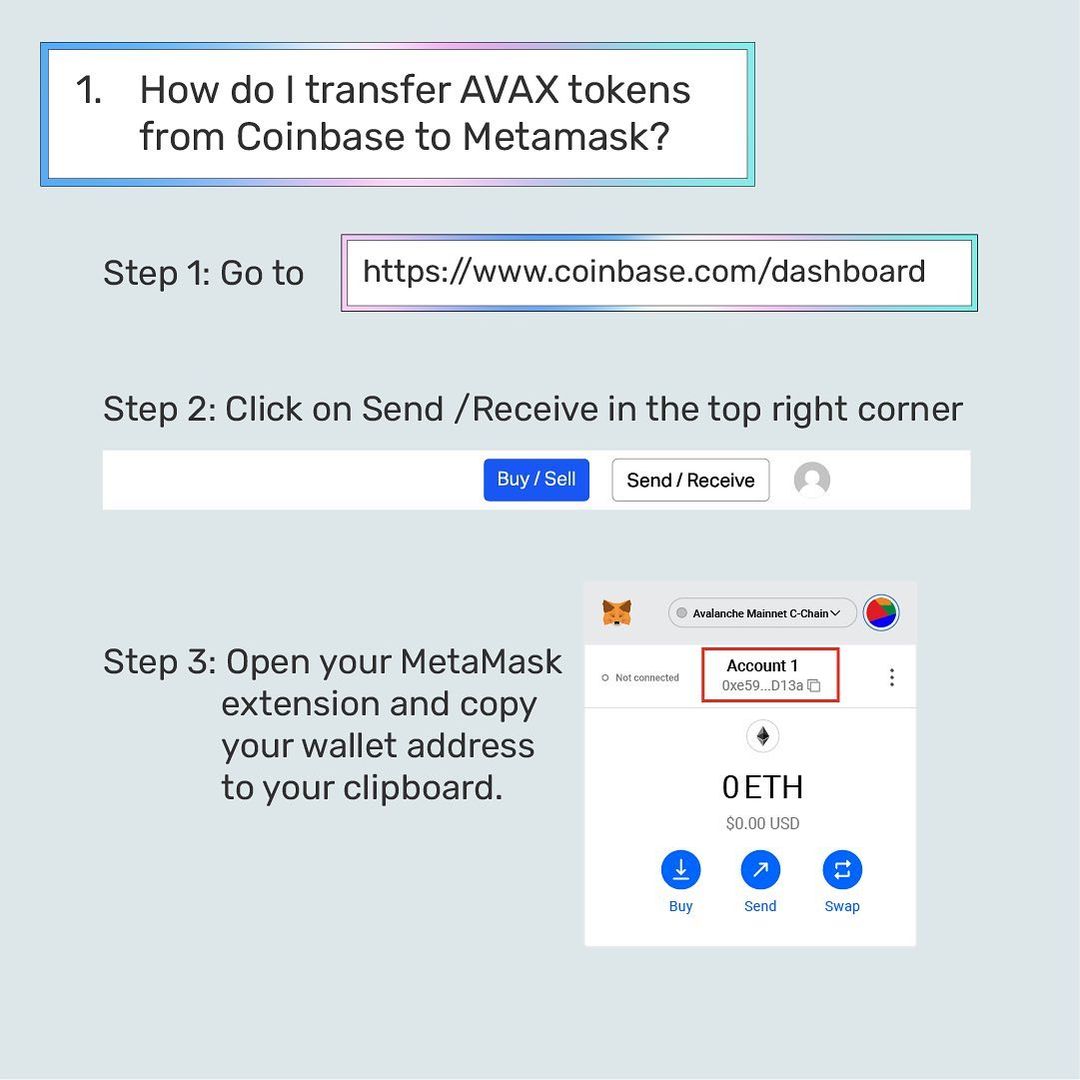 1. How do I transfer AVAX tokens
from Coinbase to Metamask?
Step 1: Go to https://www.coinbase.com/dashboard
Step 2: Click on Send /Receive in the top right corner
Buy / Sell Send / Receive
Step 3: Open your MetaMask
extension and copy
your wallet address
to your clipboard.
Avalanche Mainnet C-Chain
Not connected
Account 1
0xe59...D13a
0 ETH
$0.00 USD
Buy Send Swap